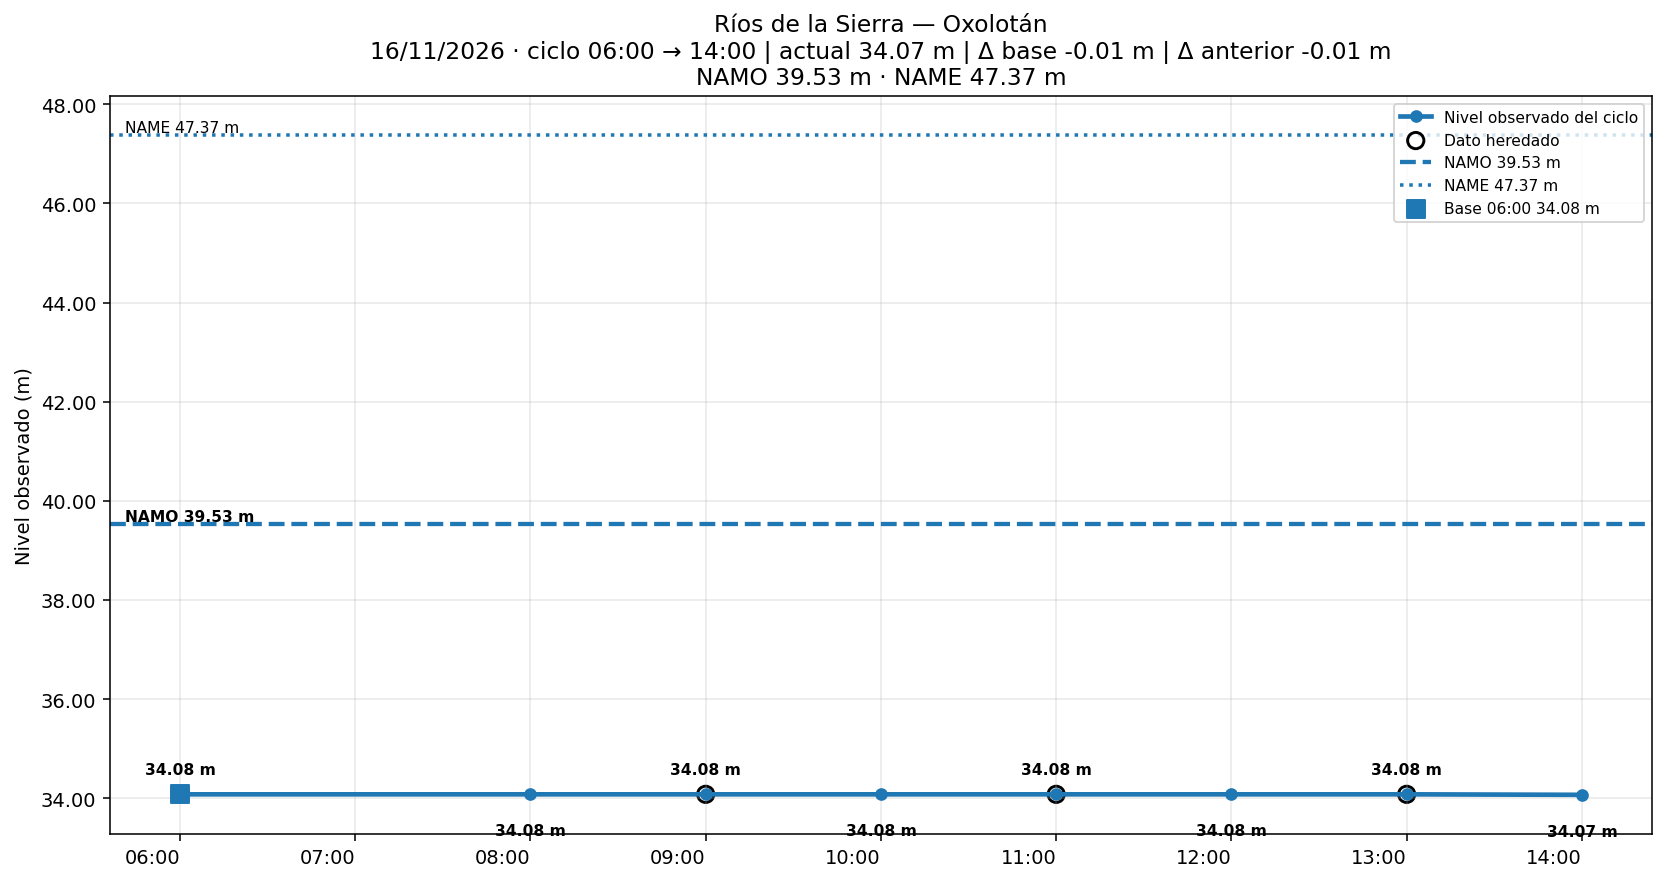 Ríos de la Sierra — Oxolotán
16/11/2026 · ciclo 06:00 → 14:00 | actual 34.07 m | Δ base -0.01 m | Δ anterior -0.01 m
NAMO 39.53 m · NAME 47.37 m
Nivel observado (m)
48.00
46.00
44.00
42.00
40.00
38.00
36.00
34.00
NAME 47.37 m
NAMO 39.53 m
Nivel observado del ciclo
Dato heredado
NAMO 39.53 m
NAME 47.37 m
Base 06:00 34.08 m
34.08 m
34.08 m
34.08 m
34.08 m
34.08 m
34.08 m
34.08 m
34.07 m
06:00
07:00
08:00
09:00
10:00
11:00
12:00
13:00
14:00